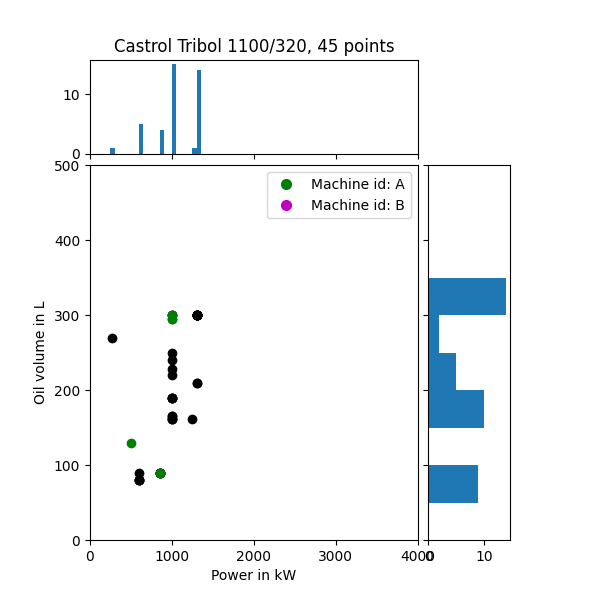 Castrol Tribol 1100/320, 45 points
10
0
500
400
300
200
100
0
Oil volume in L
Machine id: A
Machine id: B
0 1000 2000 3000 4000
0 10
Power in kW